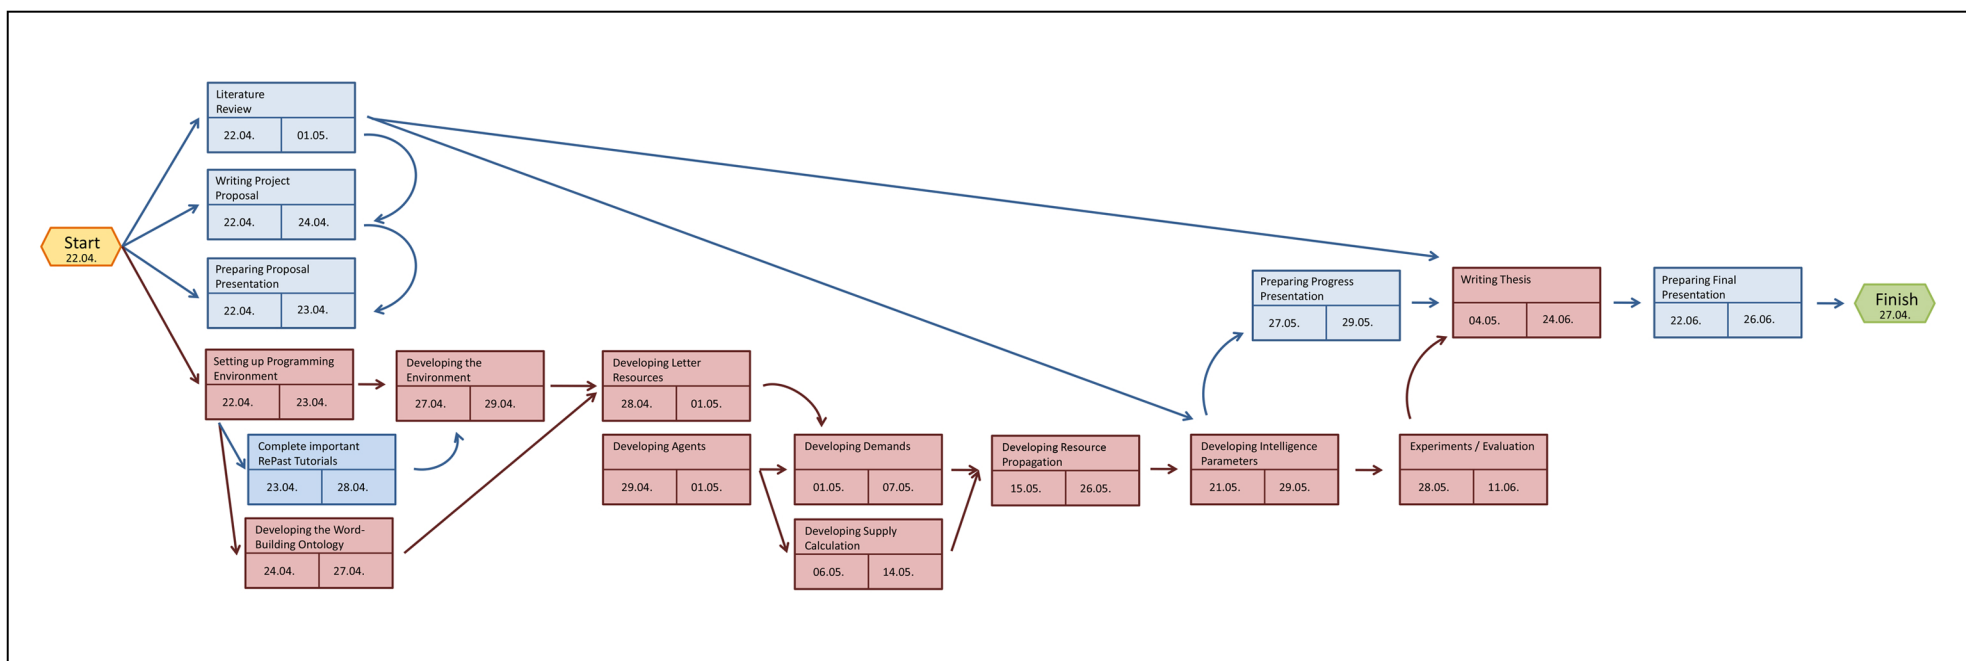 Literature
Review
22.04. 01.05.
Writing Project
Proposal
22.04. 24.04.
Start
22.04.
Preparing Proposal
Presentation
22.04. 23.04.
Setting up Programming
Environment
22.04. 23.04.
Complete important
RePast Tutorials
23.04. 28.04.
Developing the Word-
Building Ontology
24.04. 27.04.
Developing the
Environment
27.04. 29.04.
Developing Letter
Resources
28.04. 01.05.
Developing Agents
29.04. 01.05.
Developing Demands
01.05. 07.05.
Developing Supply
Calculation
06.05. 14.05.
Developing Resource
Propagation
15.05. 26.05.
Developing Intelligence
Parameters
21.05. 29.05.
Preparing Progress
Presentation
27.05. 29.05.
Experiments / Evaluation
28.05. 11.06.
Writing Thesis
04.05. 24.06.
Preparing Final
Presentation
22.06. 26.06.
Finish
27.04.